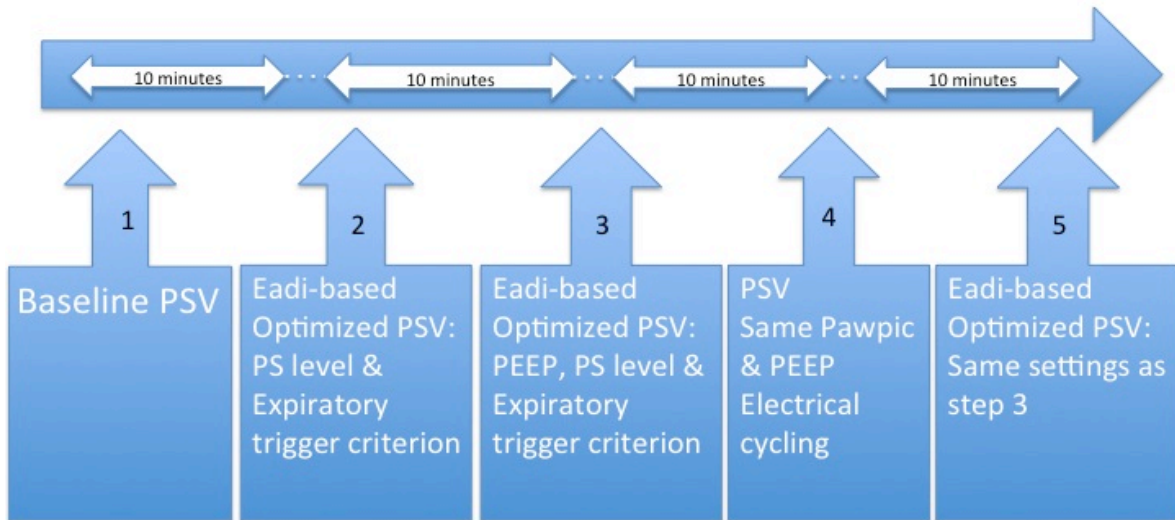 10 minutes
10 minutes
10 minutes
10 minutes
1
2
3
4
5
Baseline PSV
Eadi-based
Optimized PSV:
PS level &
Expiratory
trigger criterion
Eadi-based
Optimized PSV:
PEEP, PS level &
Expiratory
trigger criterion
PSV
Same Pawpic
& PEEP
Electrical
cycling
Eadi-based
Optimized PSV:
Same settings as
step 3